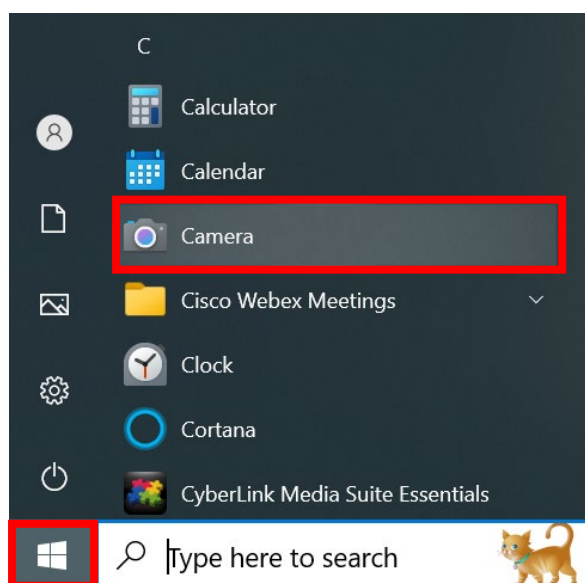 C
Calculator
Calendar
Camera
Cisco Webex Meetings
Clock
Cortana
CyberLink Media Suite Essentials
Type here to search